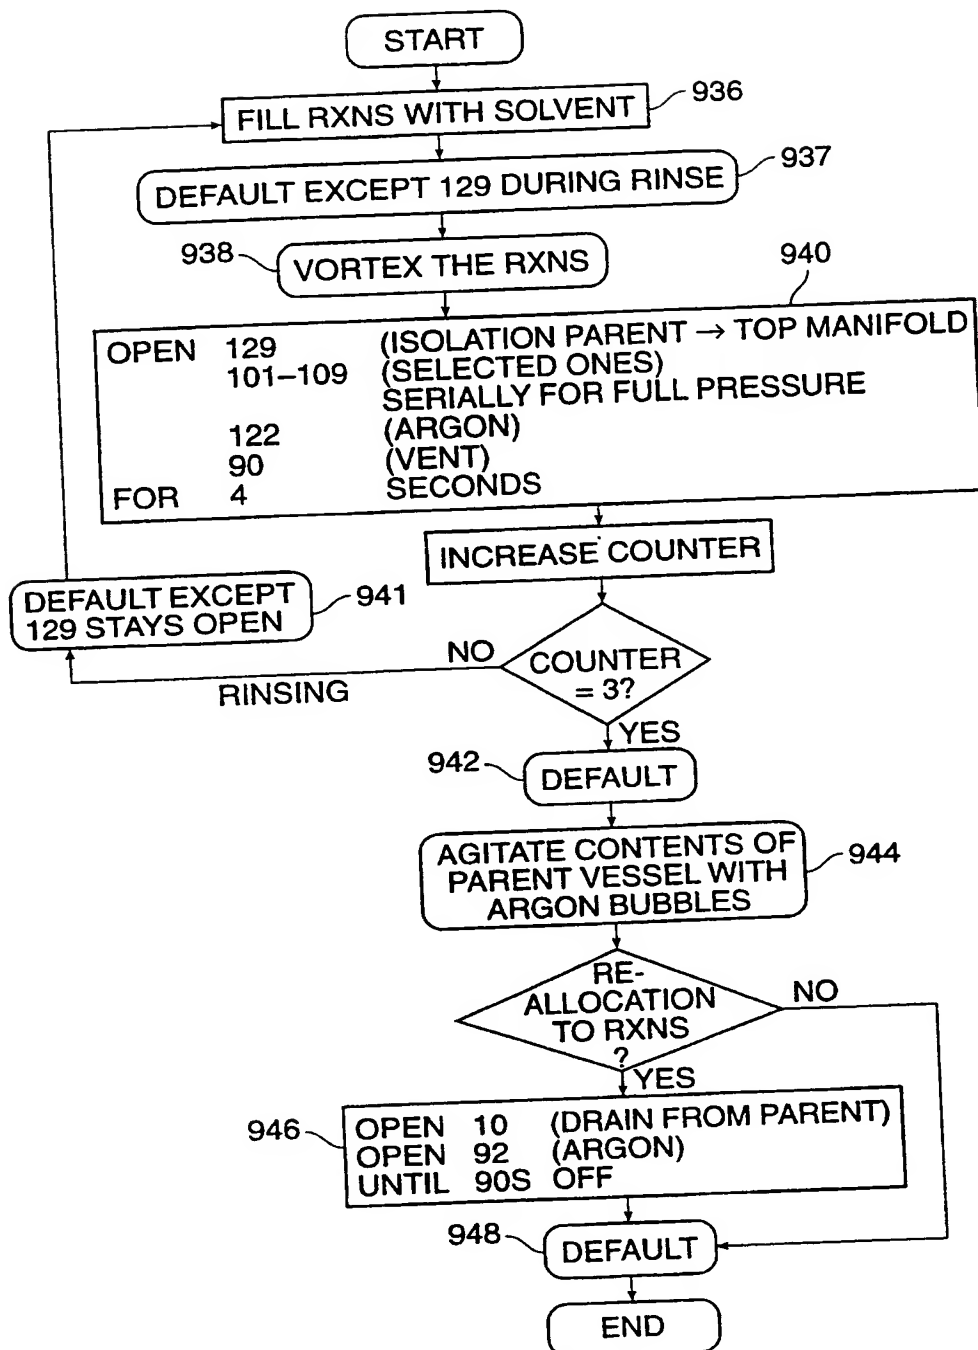 START
FILL RXNS WITH SOLVENT
936
DEFAULT EXCEPT 129 DURING RINSE
937
938
VORTEX THE RXNS
940
OPEN 129 (ISOLATION PARENT → TOP MANIFOLD
101–109 (SELECTED ONES)
SERIALLY FOR FULL PRESSURE
122 (ARGON)
90 (VENT)
FOR 4 SECONDS
INCREASE COUNTER
DEFAULT EXCEPT
129 STAYS OPEN
941
NO
COUNTER
= 3?
RINSING
YES
942
DEFAULT
AGITATE CONTENTS OF
PARENT VESSEL WITH
ARGON BUBBLES
944
RE-
ALLOCATION
TO RXNS
?
NO
YES
946
OPEN 10 (DRAIN FROM PARENT)
OPEN 92 (ARGON)
UNTIL 90S OFF
948
DEFAULT
END